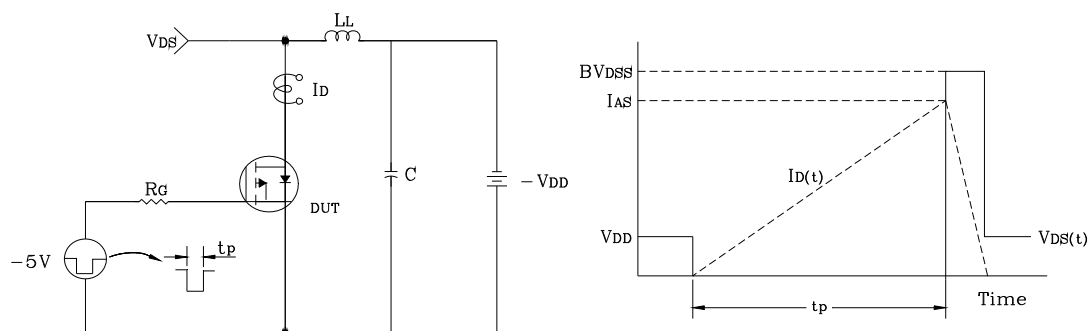 LL
VDS
ID
C
-VDD
RG
DUT
-5V
tp
BVDSS
IAS
ID(t)
VDD
VDS(t)
tp
Time